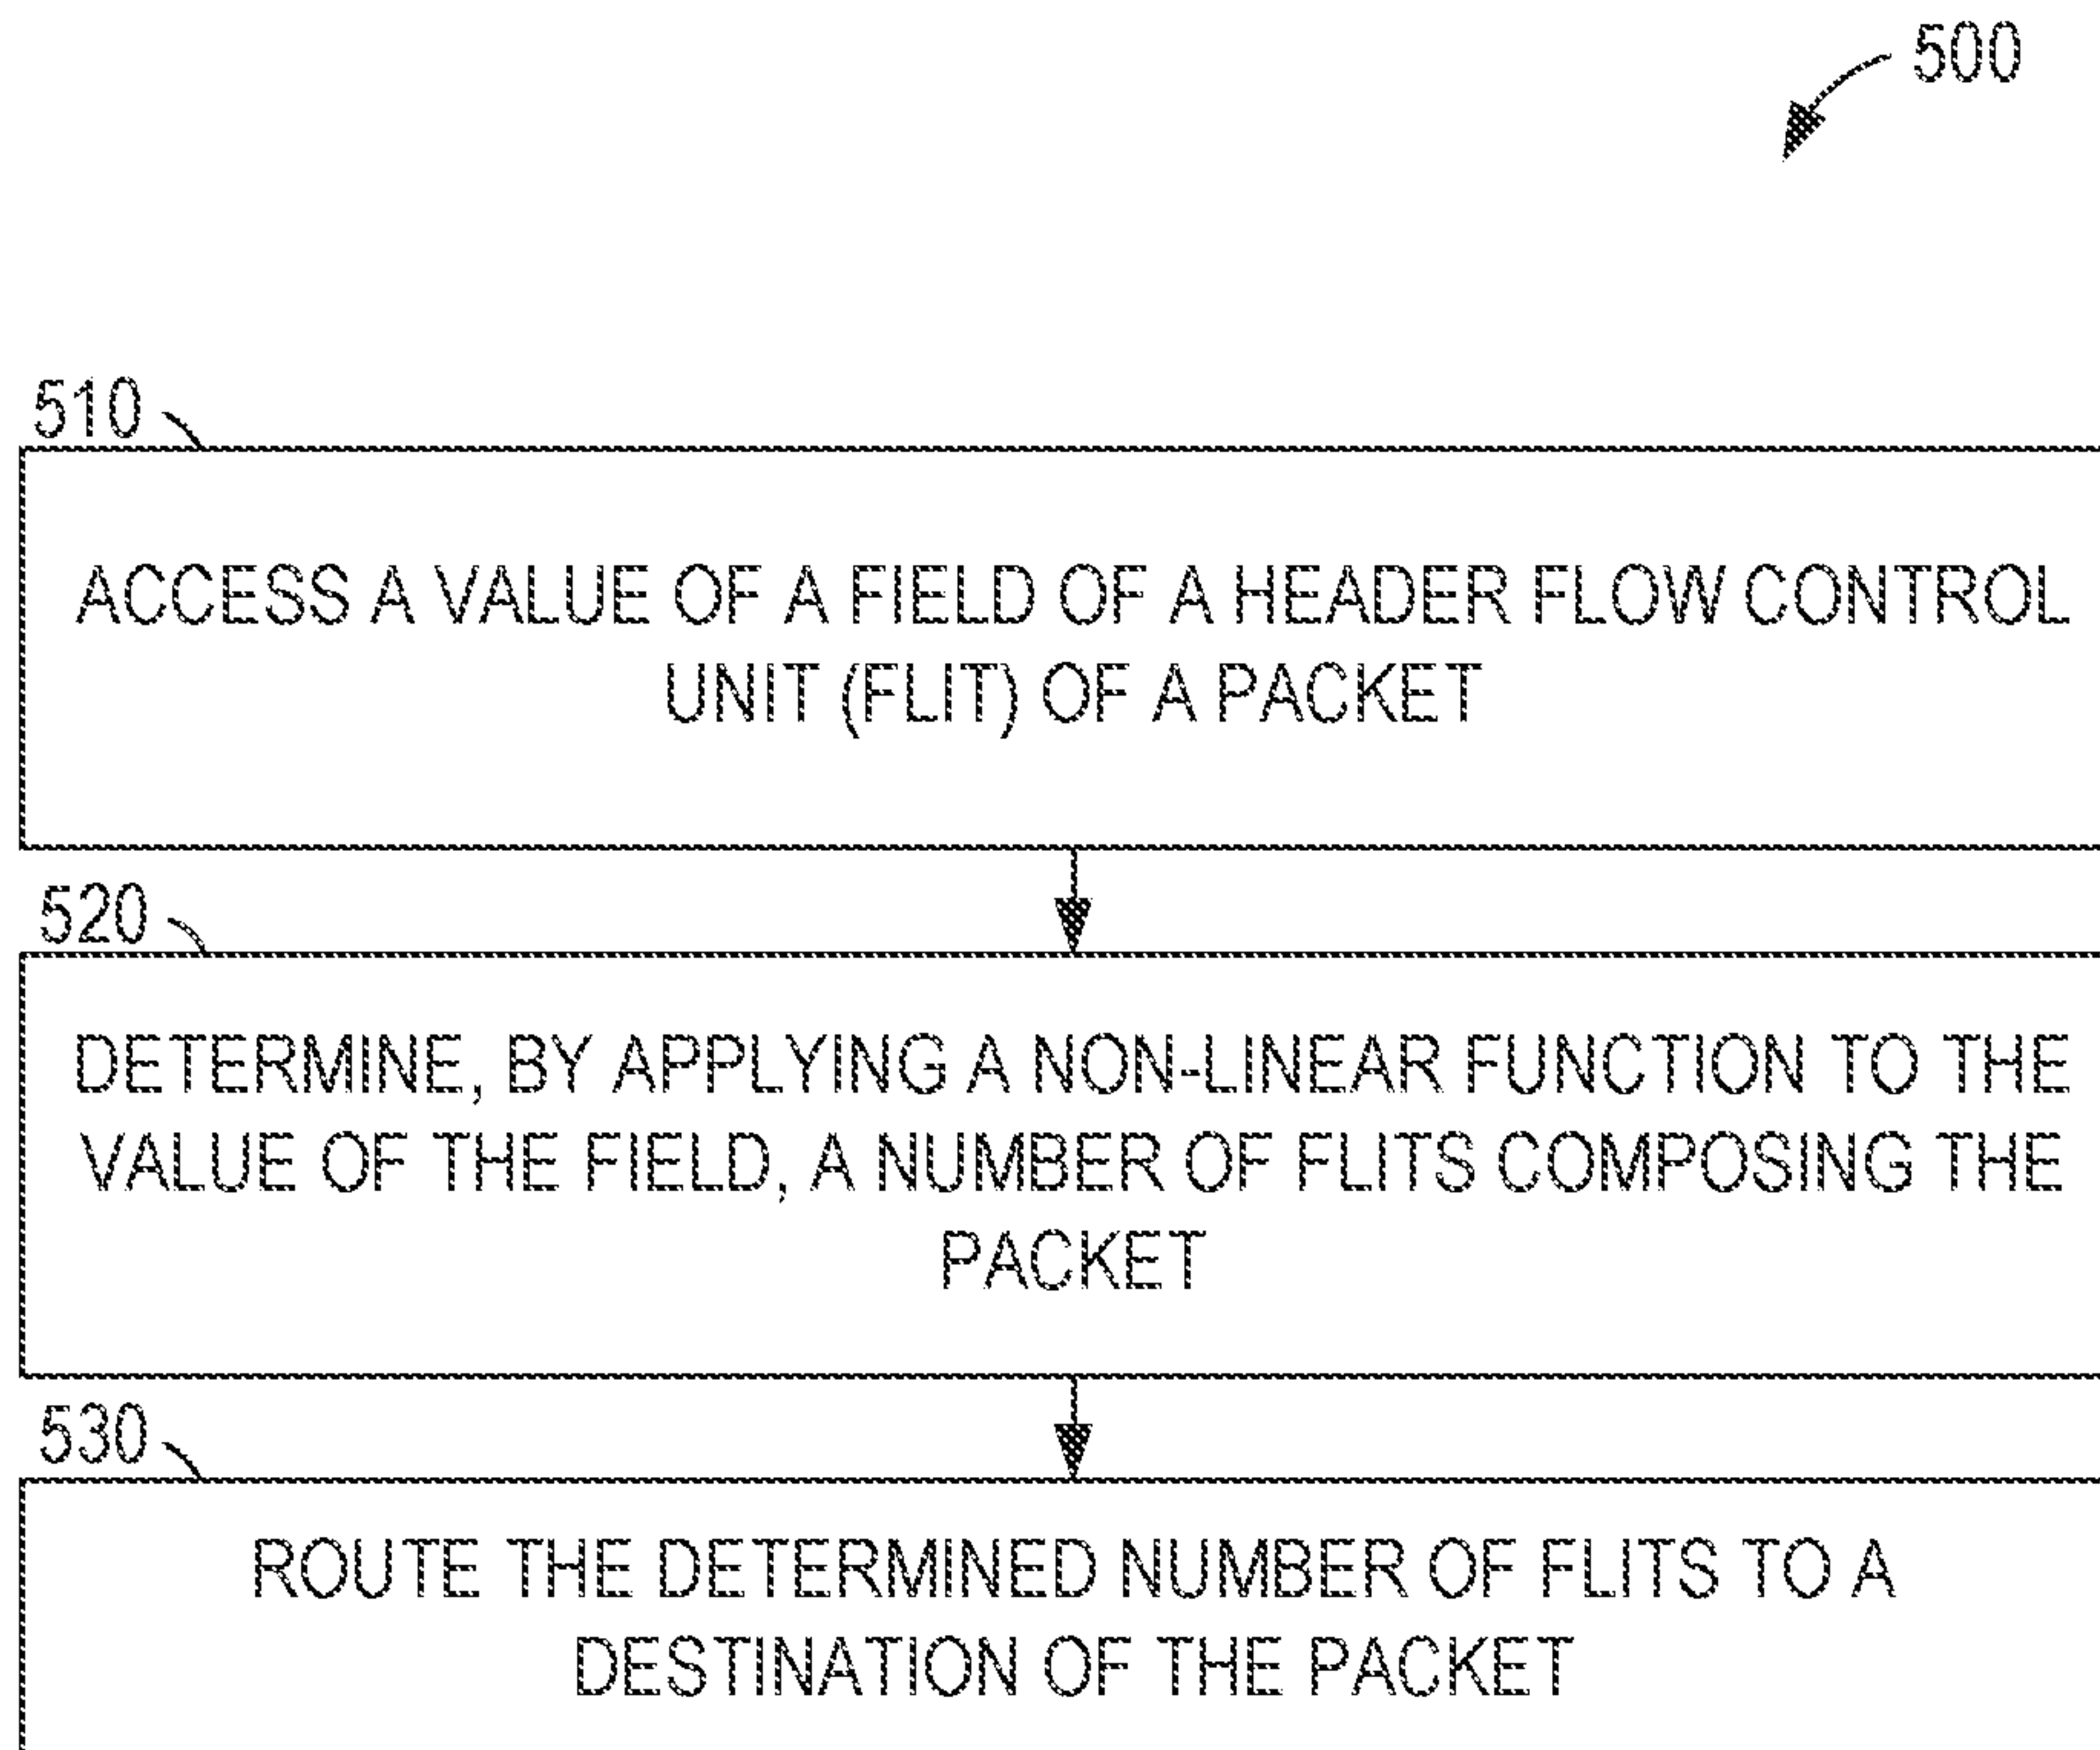 500
510
ACCESS A VALUE OF A FIELD OF A HEADER FLOW CONTROL
UNIT (FLIT) OF A PACKET
520
DETERMINE, BY APPLYING A NON-LINEAR FUNCTION TO THE
VALUE OF THE FIELD, A NUMBER OF FLITS COMPOSING THE
PACKET
530
ROUTE THE DETERMINED NUMBER OF FLITS TO A
DESTINATION OF THE PACKET